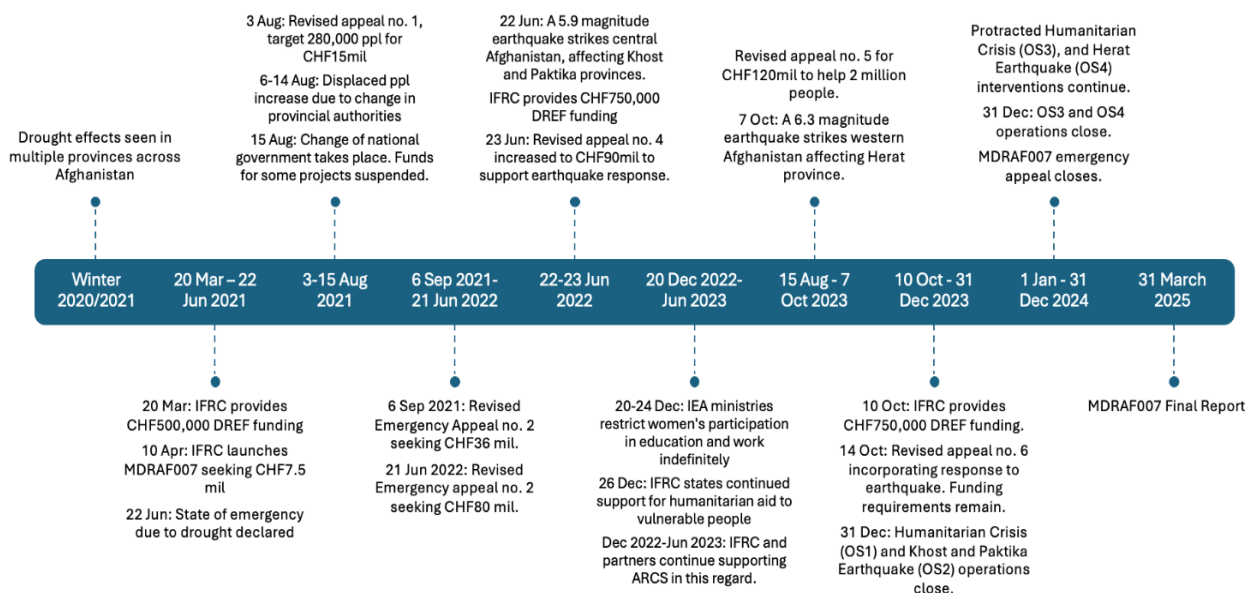 3 Aug: Revised appeal no. 1,
target 280,000 ppl for
CHF15mil
6-14 Aug: Displaced ppl
increase due to change in
provincial authorities
15 Aug: Change of national
government takes place. Funds
for some projects suspended.
22 Jun: A 5.9 magnitude
earthquake strikes central
Afghanistan, affecting Khost
and Paktika provinces.
IFRC provides CHF750,000
DREF funding
23 Jun: Revised appeal no. 4
increased to CHF90mil to
support earthquake response.
Revised appeal no. 5 for
CHF120mil to help 2 million
people.
7 Oct: A 6.3 magnitude
earthquake strikes western
Afghanistan affecting Herat
province.
Protracted Humanitarian
Crisis (OS3), and Herat
Earthquake (OS4)
interventions continue.
31 Dec: OS3 and OS4
operations close.
MDRAF007 emergency
appeal closes.
Drought effects seen in
multiple provinces across
Afghanistan
Winter
2020/2021
20 Mar – 22
Jun 2021
3-15 Aug
2021
6 Sep 2021-
21 Jun 2022
22-23 Jun
2022
20 Dec 2022-
Jun 2023
15 Aug - 7
Oct 2023
10 Oct - 31
Dec 2023
1 Jan - 31
Dec 2024
31 March
2025
20 Mar: IFRC provides
CHF500,000 DREF funding
10 Apr: IFRC launches
MDRAF007 seeking CHF7.5
mil
22 Jun: State of emergency
due to drought declared
6 Sep 2021: Revised
Emergency Appeal no. 2
seeking CHF36 mil.
21 Jun 2022: Revised
Emergency appeal no. 2
seeking CHF80 mil.
20-24 Dec: IEA ministries
restrict women's participation
in education and work
indefinitely
26 Dec: IFRC states continued
support for humanitarian aid to
vulnerable people
Dec 2022-Jun 2023: IFRC and
partners continue supporting
ARCS in this regard.
10 Oct: IFRC provides
CHF750,000 DREF funding.
14 Oct: Revised appeal no. 6
incorporating response to
earthquake. Funding
requirements remain.
31 Dec: Humanitarian Crisis
(OS1) and Khost and Paktika
Earthquake (OS2) operations
close.
MDRAF007 Final Report